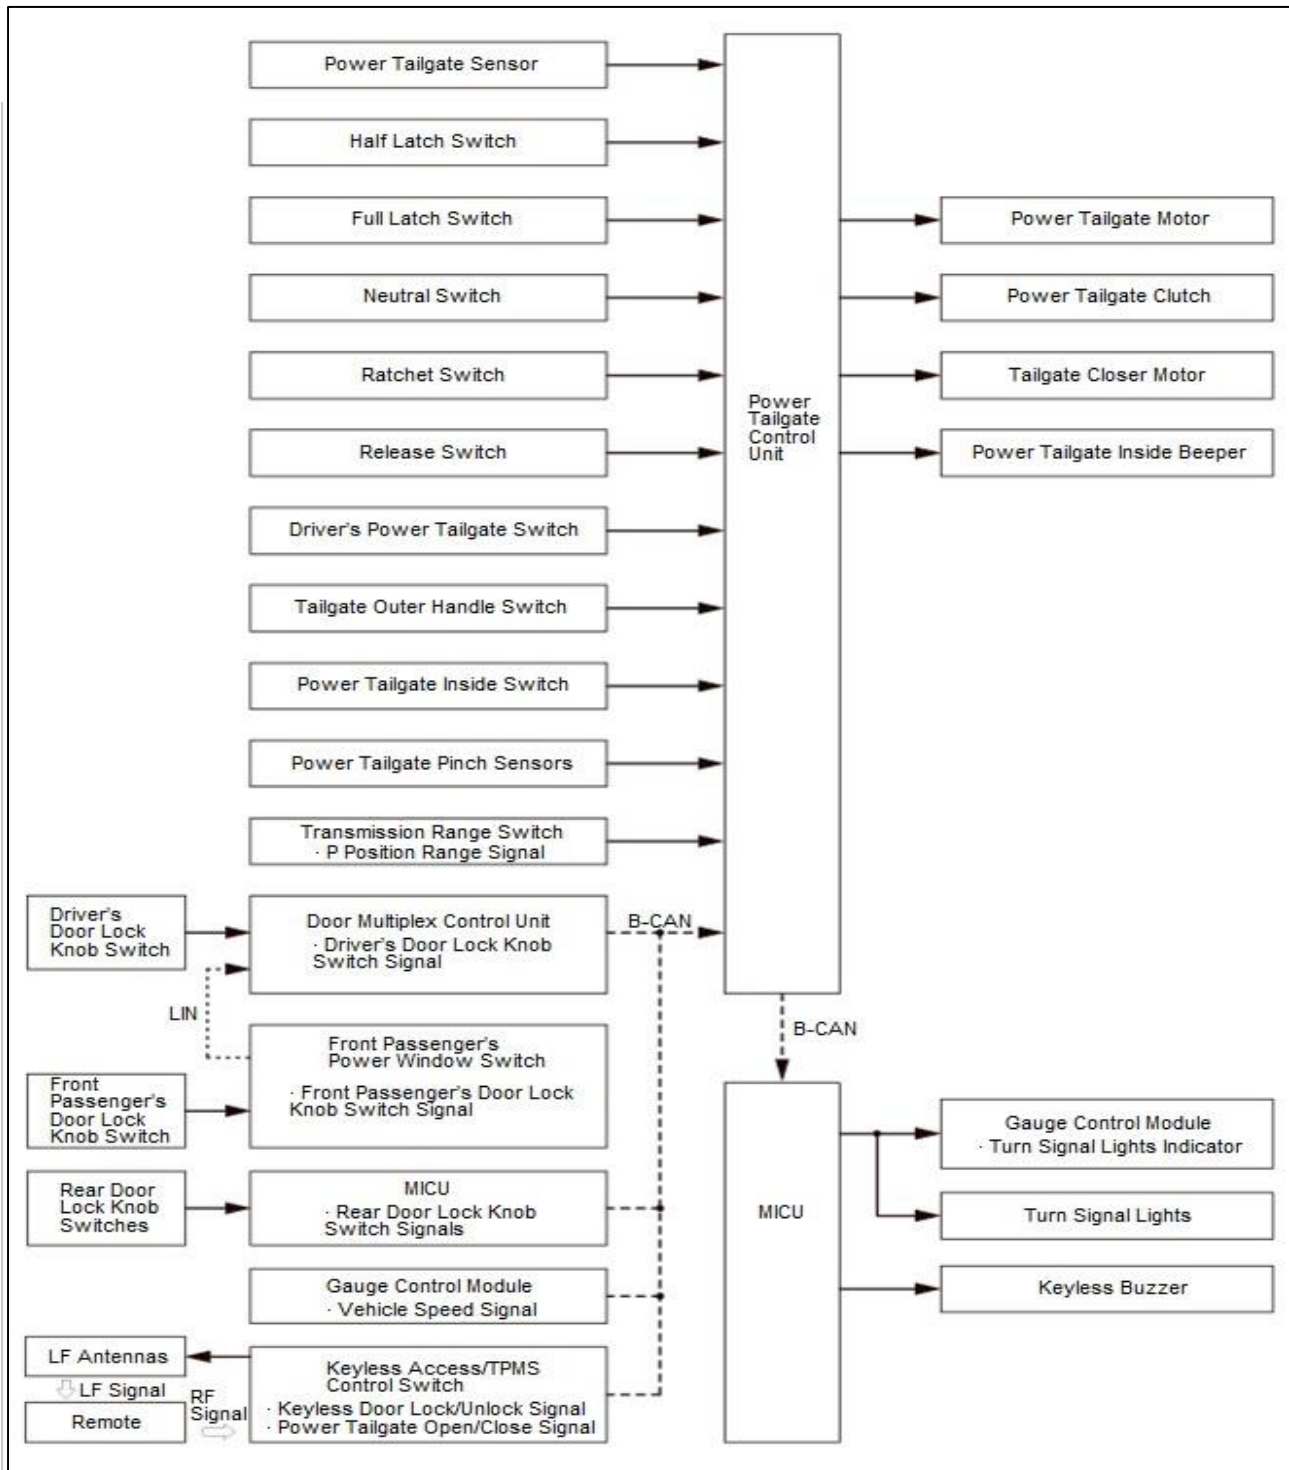 Power Tailgate Sensor
Half Latch Switch
Full Latch Switch
Power Tailgate Motor
Neutral Switch
Power Tailgate Clutch
Ratchet Switch
Tailgate Closer Motor
Power
Tailgate
Control
Unit
Release Switch
Power Tailgate Inside Beeper
Driver's Power Tailgate Switch
Tailgate Outer Handle Switch
Power Tailgate Inside Switch
Power Tailgate Pinch Sensors
Transmission Range Switch
· P Position Range Signal
Driver's
Door Lock
Knob Switch
Door Multiplex Control Unit
· Driver's Door Lock Knob
Switch Signal
B-CAN
LIN
B-CAN
Front Passenger's
Power Window Switch
· Front Passenger's Door Lock
Knob Switch Signal
Front
Passenger's
Door Lock
Knob Switch
Gauge Control Module
· Turn Signal Lights Indicator
Rear Door
Lock Knob
Switches
MICU
· Rear Door Lock Knob
Switch Signals
MICU
Turn Signal Lights
Gauge Control Module
· Vehicle Speed Signal
Keyless Buzzer
LF Antennas
LF Signal
Remote
RF
Signal
Keyless Access/TPMS
Control Switch
· Keyless Door Lock/Unlock Signal
· Power Tailgate Open/Close Signal